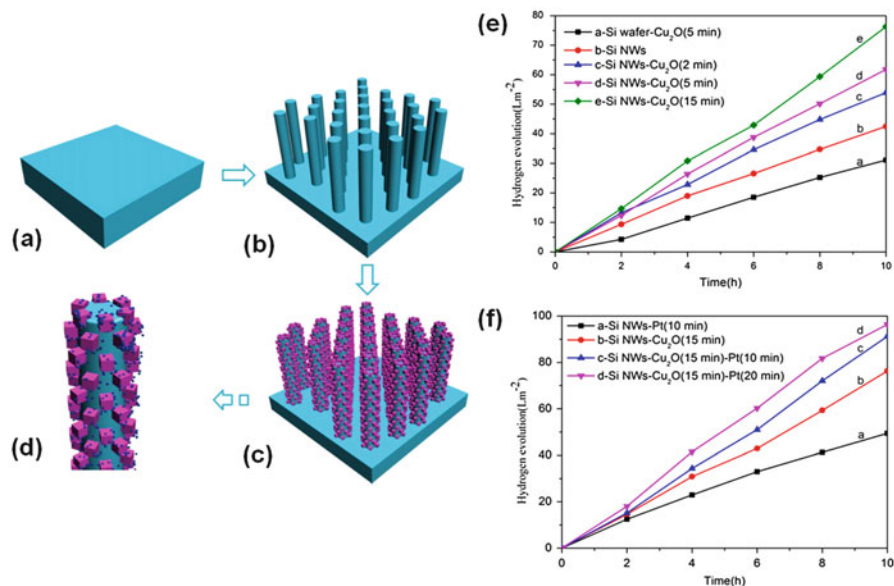 (a)
(b)
(c)
(d)
(e)
Hydrogen evolution(Lm⁻²)
80
70
60
50
40
30
20
10
0
a-Si wafer-Cu₂O(5 min)
b-Si NWs
c-Si NWs-Cu₂O(2 min)
d-Si NWs-Cu₂O(5 min)
e-Si NWs-Cu₂O(15 min)
e
d
c
b
a
0 2 4 6 8 10
Time(h)
(f)
Hydrogen evolution(Lm⁻²)
100
80
60
40
20
0
a-Si NWs-Pt(10 min)
b-Si NWs-Cu₂O(15 min)
c-Si NWs-Cu₂O(15 min)-Pt(10 min)
d-Si NWs-Cu₂O(15 min)-Pt(20 min)
d
c
b
a
0 2 4 6 8 10
Time(h)